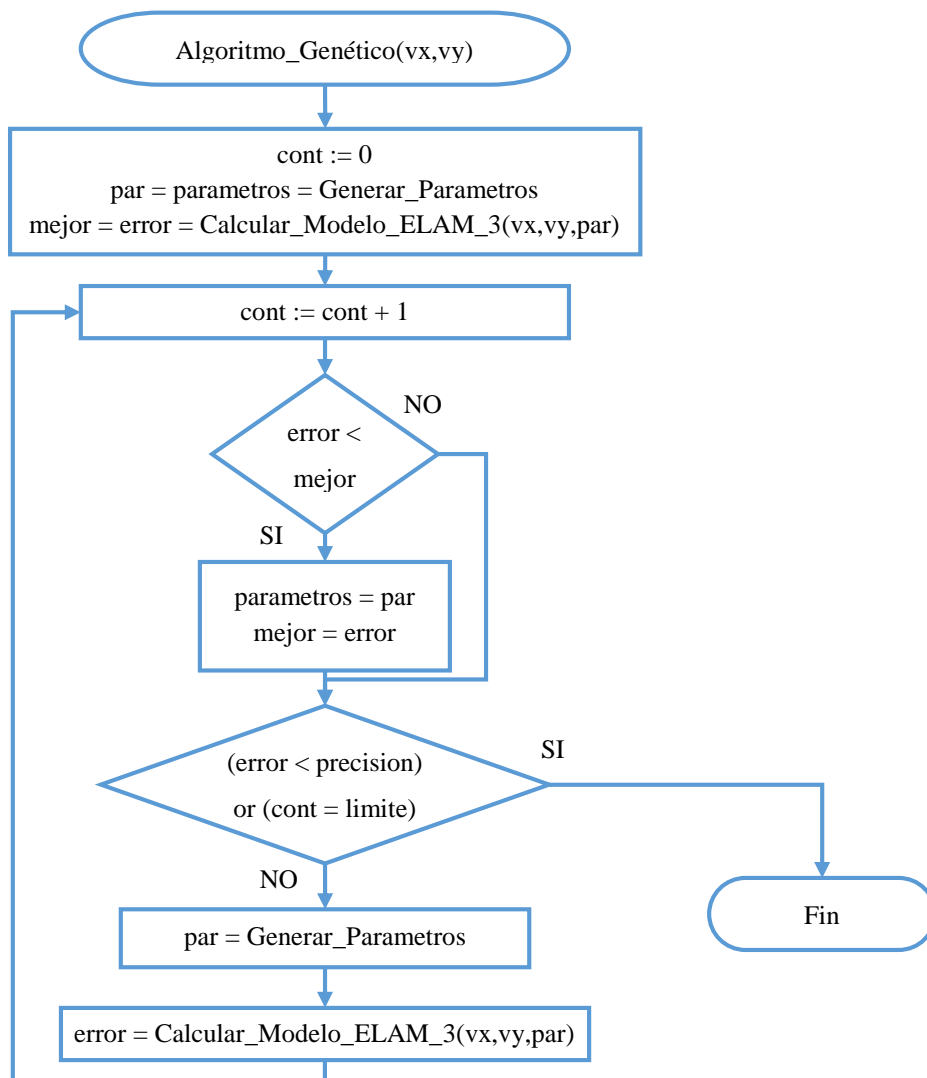 Algoritmo_Genético(vx,vy)
cont := 0
par = parametros = Generar_Parametros
mejor = error = Calcular_Modelo_ELAM_3(vx,vy,par)
cont := cont + 1
NO
error <
mejor
SI
parametros = par
mejor = error
SI
(error < precision)
or (cont = limite)
NO
Fin
par = Generar_Parametros
error = Calcular_Modelo_ELAM_3(vx,vy,par)